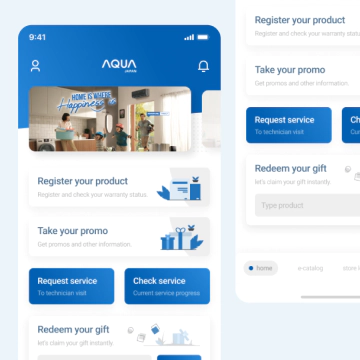 9:41
AQUA
JAPAN
HOME IS WHERE
Happiness is
Register your product
Register and check your warranty status.
Take your promo
Get promos and other information.
Request service
To technician visit
Check service
Current service progress
Redeem your gift
let's claim your gift instantly.
Register your product
Register and check your warranty statu
Take your promo
Get promos and other information.
Request service
To technician visit
Ch
Cur
Redeem your gift
let's claim your gift instantly.
Type product
home
e-catalog
store l